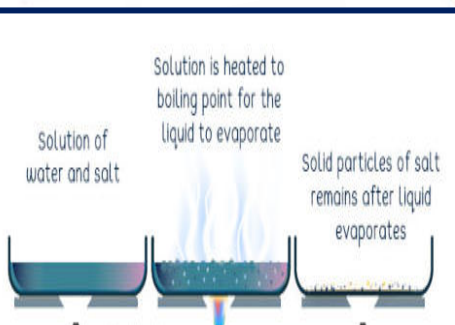 Solution of
water and salt
Solution is heated to
boiling point for the
liquid to evaporate
Solid particles of salt
remains after liquid
evaporates